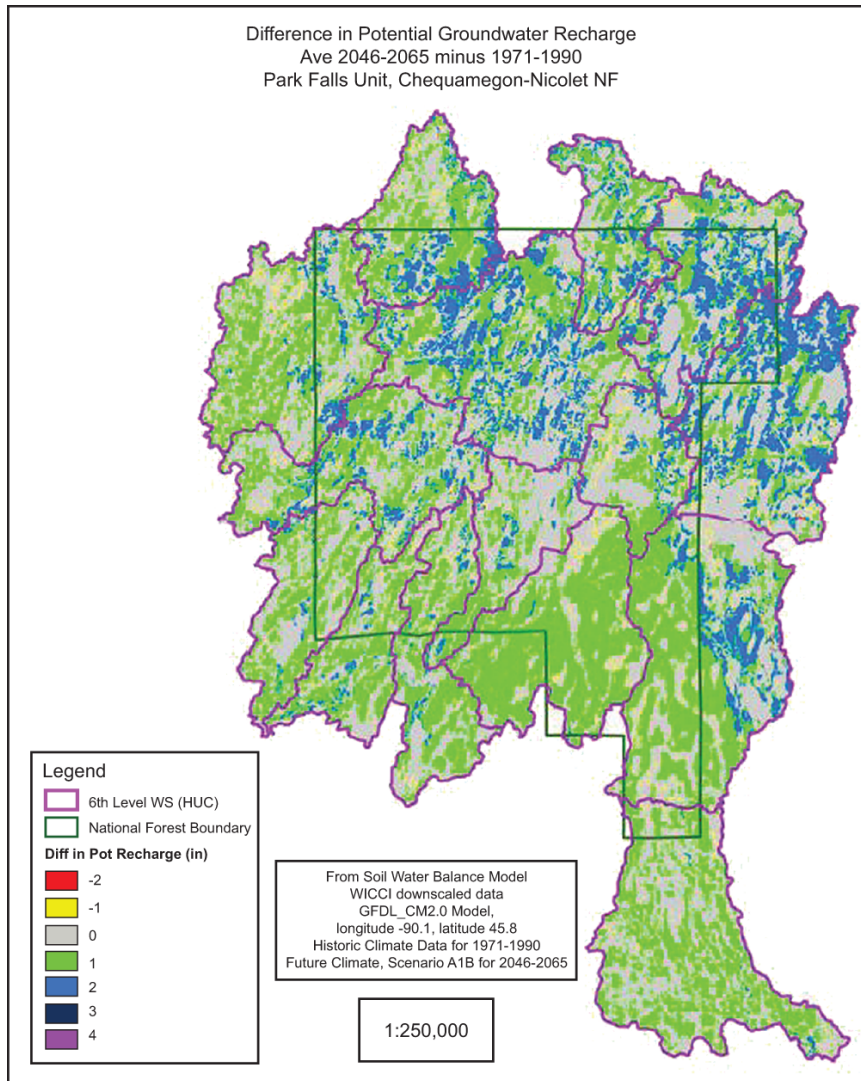 Difference in Potential Groundwater Recharge
Ave 2046-2065 minus 1971-1990
Park Falls Unit, Chequamegon-Nicolet NF
Legend
6th Level WS (HUC)
National Forest Boundary
Diff in Pot Recharge (in)
-2
-1
0
1
2
3
4
From Soil Water Balance Model
WICCI downscaled data
GFDL_CM2.0 Model,
longitude -90.1, latitude 45.8
Historic Climate Data for 1971-1990
Future Climate, Scenario A1B for 2046-2065
1:250,000